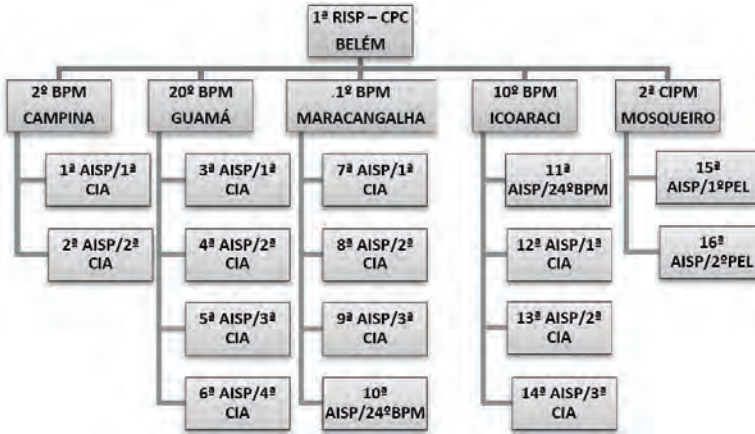 1ª RISP – CPC
BELÉM
2º BPM
CAMPINA
20º BPM
GUAMÁ
.1º BPM
MARACANGALHA
10º BPM
ICOARACI
2ª CIPM
MOSQUEIRO
1ª AISP/1ª
CIA
2ª AISP/2ª
CIA
3ª AISP/1ª
CIA
4ª AISP/2ª
CIA
5ª AISP/3ª
CIA
6ª AISP/4ª
CIA
7ª AISP/1ª
CIA
8ª AISP/2ª
CIA
9ª AISP/3ª
CIA
10ª
AISP/24ºBPM
11ª
AISP/24ºBPM
12ª AISP/1ª
CIA
13ª AISP/2ª
CIA
14ª AISP/3ª
CIA
15ª
AISP/1ºPEL
16ª
AISP/2ºPEL